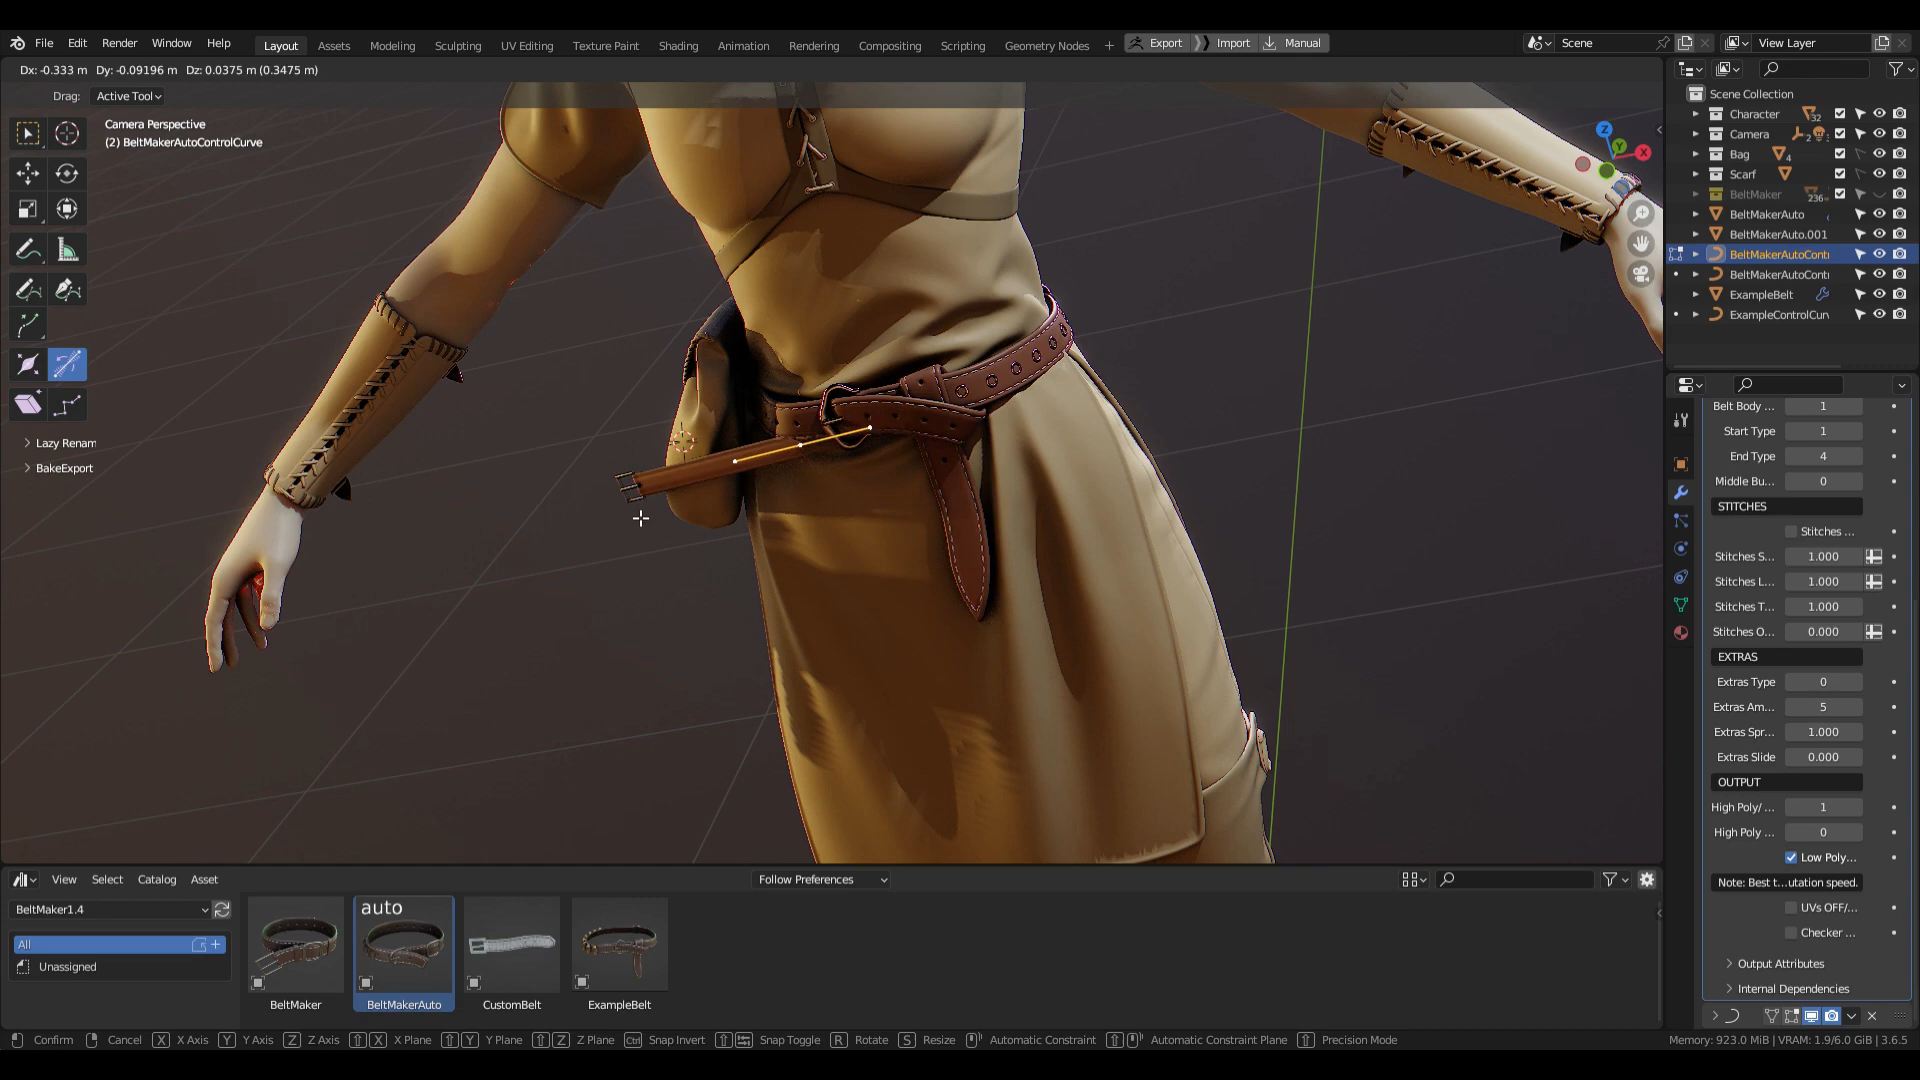 File Edit Render Window Help Layout Assets Modeling Sculpting UV Editing Texture Paint Shading Animation Rendering Compositing Scripting Geometry Nodes + Export Import Manual Scene View Layer
Dx: -0.333 m Dy: -0.09196 m Dz: 0.0375 m (0.3475 m)
Drag: Active Tool
Camera Perspective
(2) BeltMakerAutoControlCurve
Lazy Renam
BakeExport
Z
Y
X
Scene Collection
Character 32
Camera 2
Bag 4
Scarf
BeltMaker 236
BeltMakerAuto
BeltMakerAuto.001
BeltMakerAutoContr
BeltMakerAutoContr
ExampleBelt
ExampleControlCurv
Belt Body ... 1
Start Type 1
End Type 4
Middle Bu... 0
STITCHES
Stitches ...
Stitches S... 1.000
Stitches L... 1.000
Stitches T... 1.000
Stitches O... 0.000
EXTRAS
Extras Type 0
Extras Am... 5
Extras Spr... 1.000
Extras Slide 0.000
OUTPUT
High Poly/ ... 1
High Poly ... 0
Low Poly...
Note: Best t...utation speed.
UVs OFF/...
Checker ...
Output Attributes
Internal Dependencies
View Select Catalog Asset Follow Preferences
BeltMaker1.4
All
Unassigned
auto
BeltMaker BeltMakerAuto CustomBelt ExampleBelt
Confirm Cancel X X Axis Y Y Axis Z Z Axis X X Plane Y Y Plane Z Z Plane Ctrl Snap Invert Snap Toggle R Rotate S Resize Automatic Constraint Automatic Constraint Plane Precision Mode Memory: 923.0 MiB | VRAM: 1.9/6.0 GiB | 3.6.5